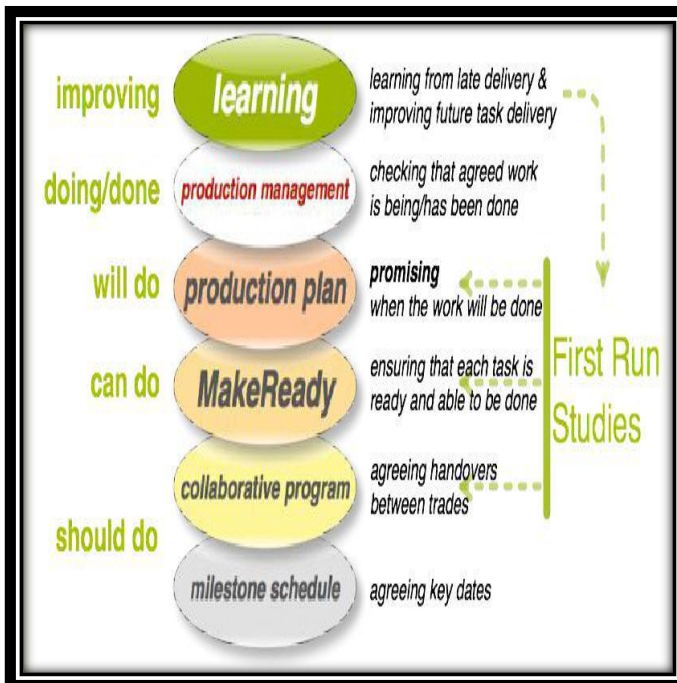 improving
learning
learning from late delivery &
improving future task delivery
doing/done
production management
checking that agreed work
is being/has been done
will do
production plan
promising
when the work will be done
can do
MakeReady
ensuring that each task is
ready and able to be done
First Run
Studies
collaborative program
agreeing handovers
between trades
should do
milestone schedule
agreeing key dates